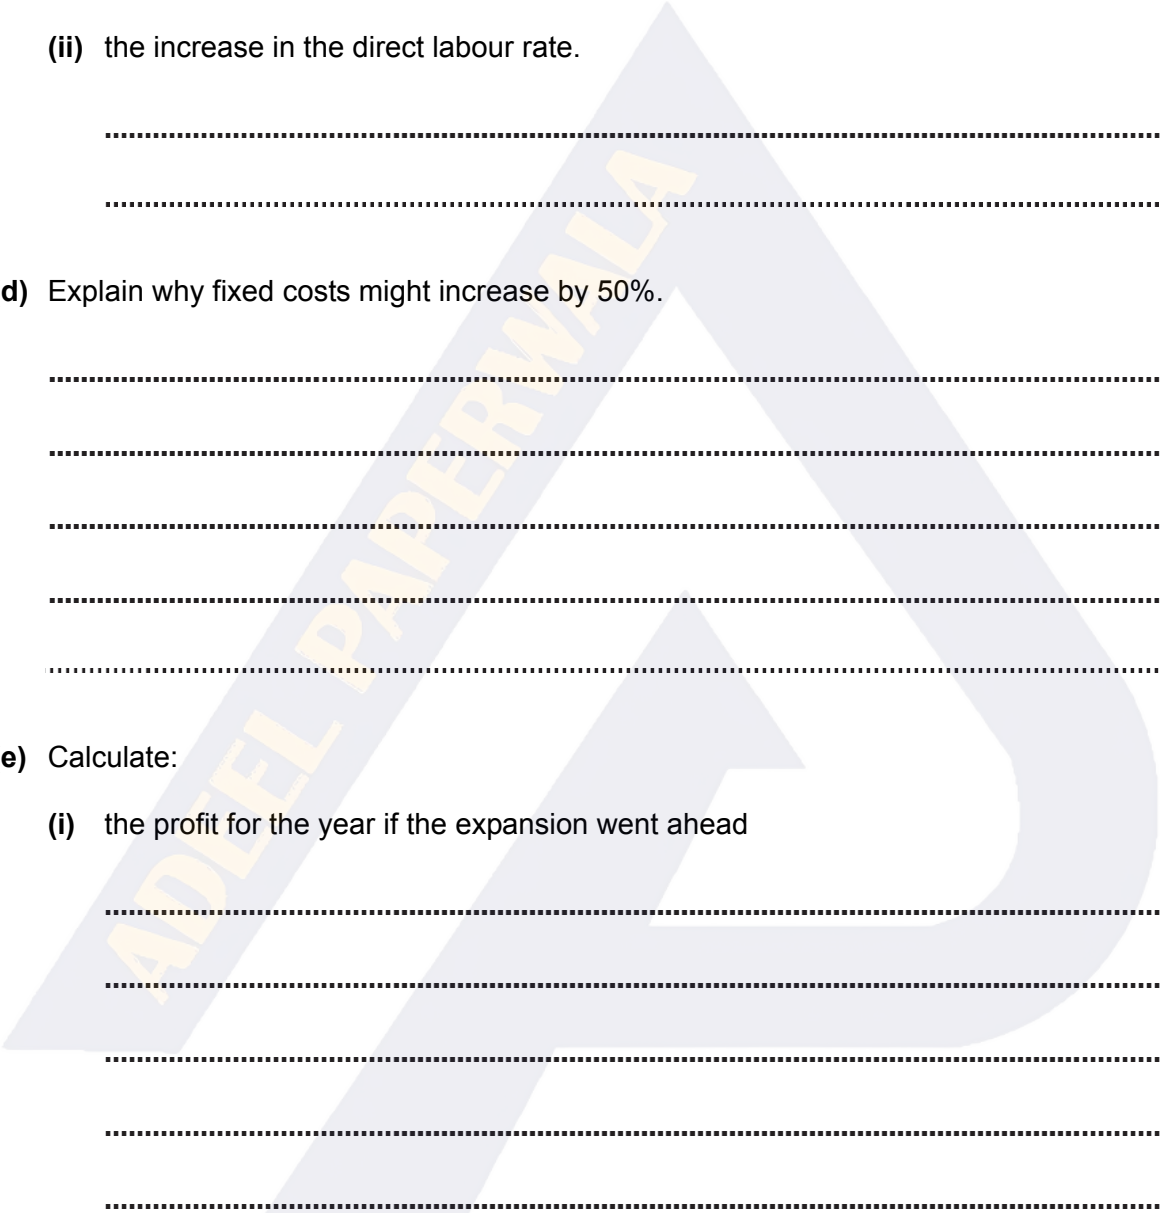 (ii) the increase in the direct labour rate.
d) Explain why fixed costs might increase by 50%.
e) Calculate:
(i) the profit for the year if the expansion went ahead
ADEEL PAPERWALA